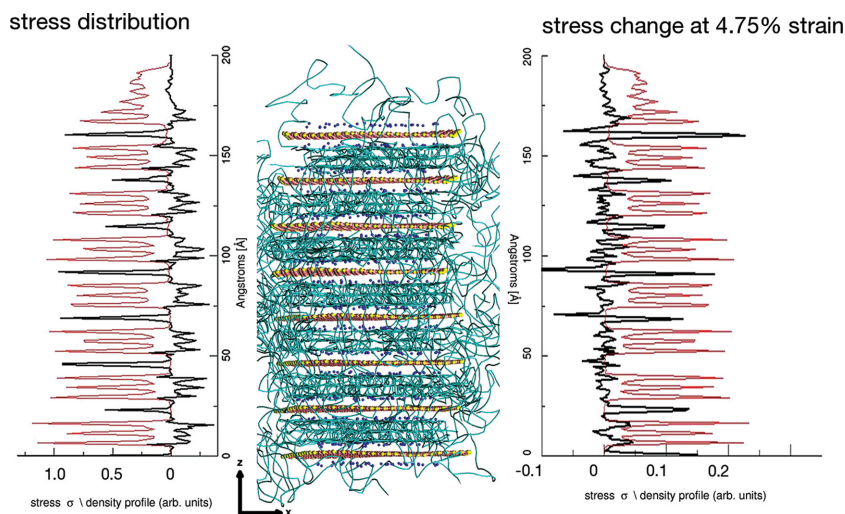 stress distribution
stress change at 4.75% strain
200
150
100
50
0
Angstroms [Å]
1.0 0.5 0
stress σ \ density profile (arb. units)
z
x
200
150
100
50
0
Angstroms [Å]
-0.1 0 0.1 0.2
stress σ \ density profile (arb. units)